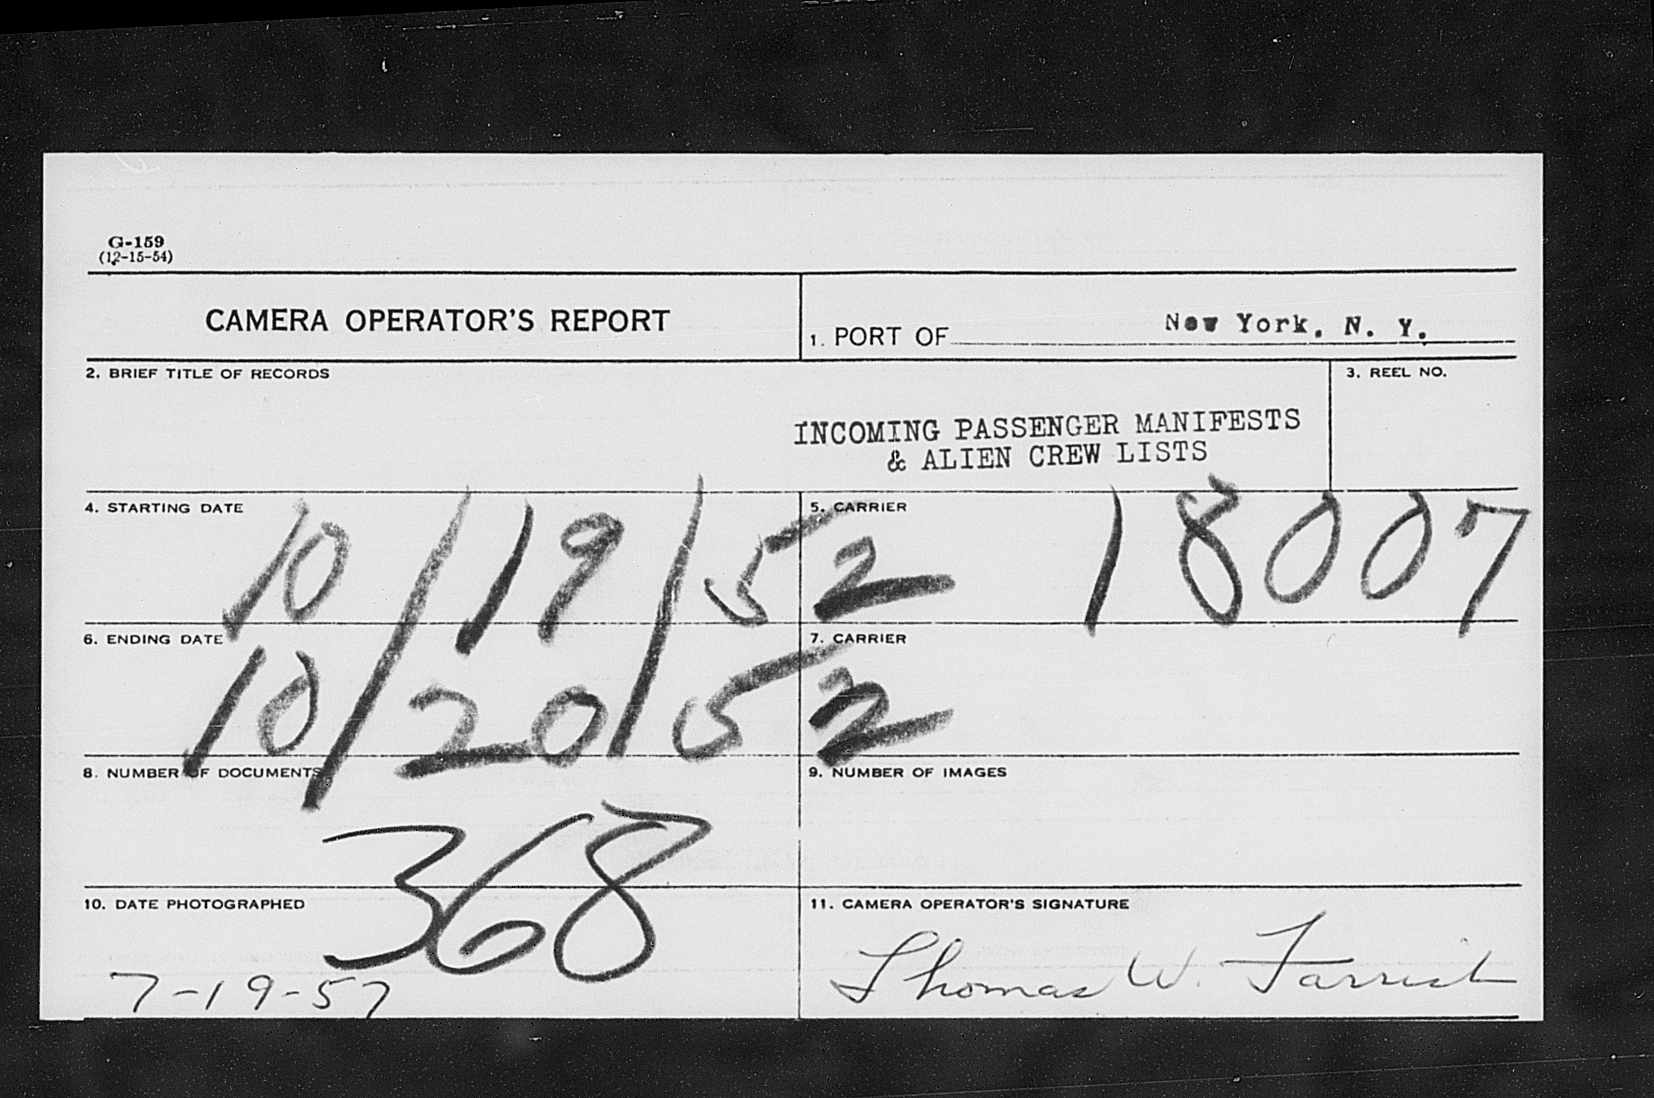 G-159
(12-15-54)
CAMERA OPERATOR'S REPORT
1. PORT OF New York, N. Y.
2. BRIEF TITLE OF RECORDS
3. REEL NO.
INCOMING PASSENGER MANIFESTS
& ALIEN CREW LISTS
4. STARTING DATE
10/19/52
5. CARRIER
18007
6. ENDING DATE
10/20/52
7. CARRIER
8. NUMBER OF DOCUMENTS
368
9. NUMBER OF IMAGES
10. DATE PHOTOGRAPHED
7-19-57
11. CAMERA OPERATOR'S SIGNATURE
Thomas W.